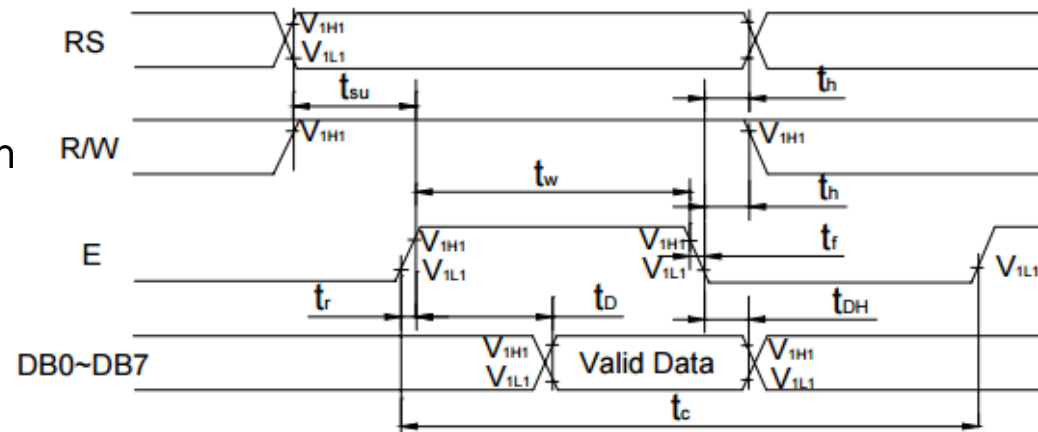 RS
V1H1
V1L1
tsu
th
n
R/W
V1H1
V1H1
tw
th
E
V1H1
V1H1
tf
V1L1
V1L1
V1L1
tr
tD
tDH
DB0~DB7
V1H1
Valid Data
V1H1
V1L1
V1L1
tc